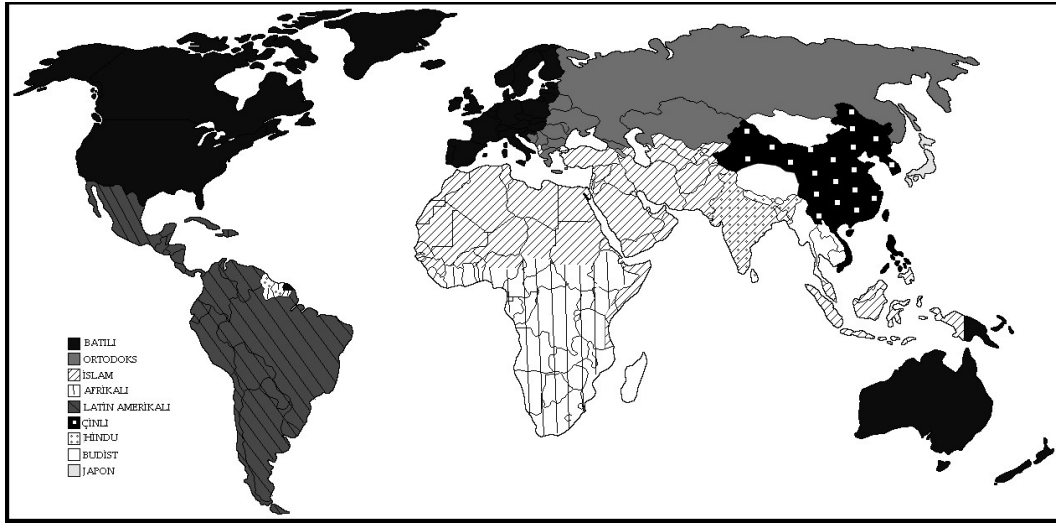 BATILI
ORTODOKS
İSLAM
AFRİKALI
LATİN AMERİKALI
ÇİNLİ
HİNDU
BUDİST
JAPON